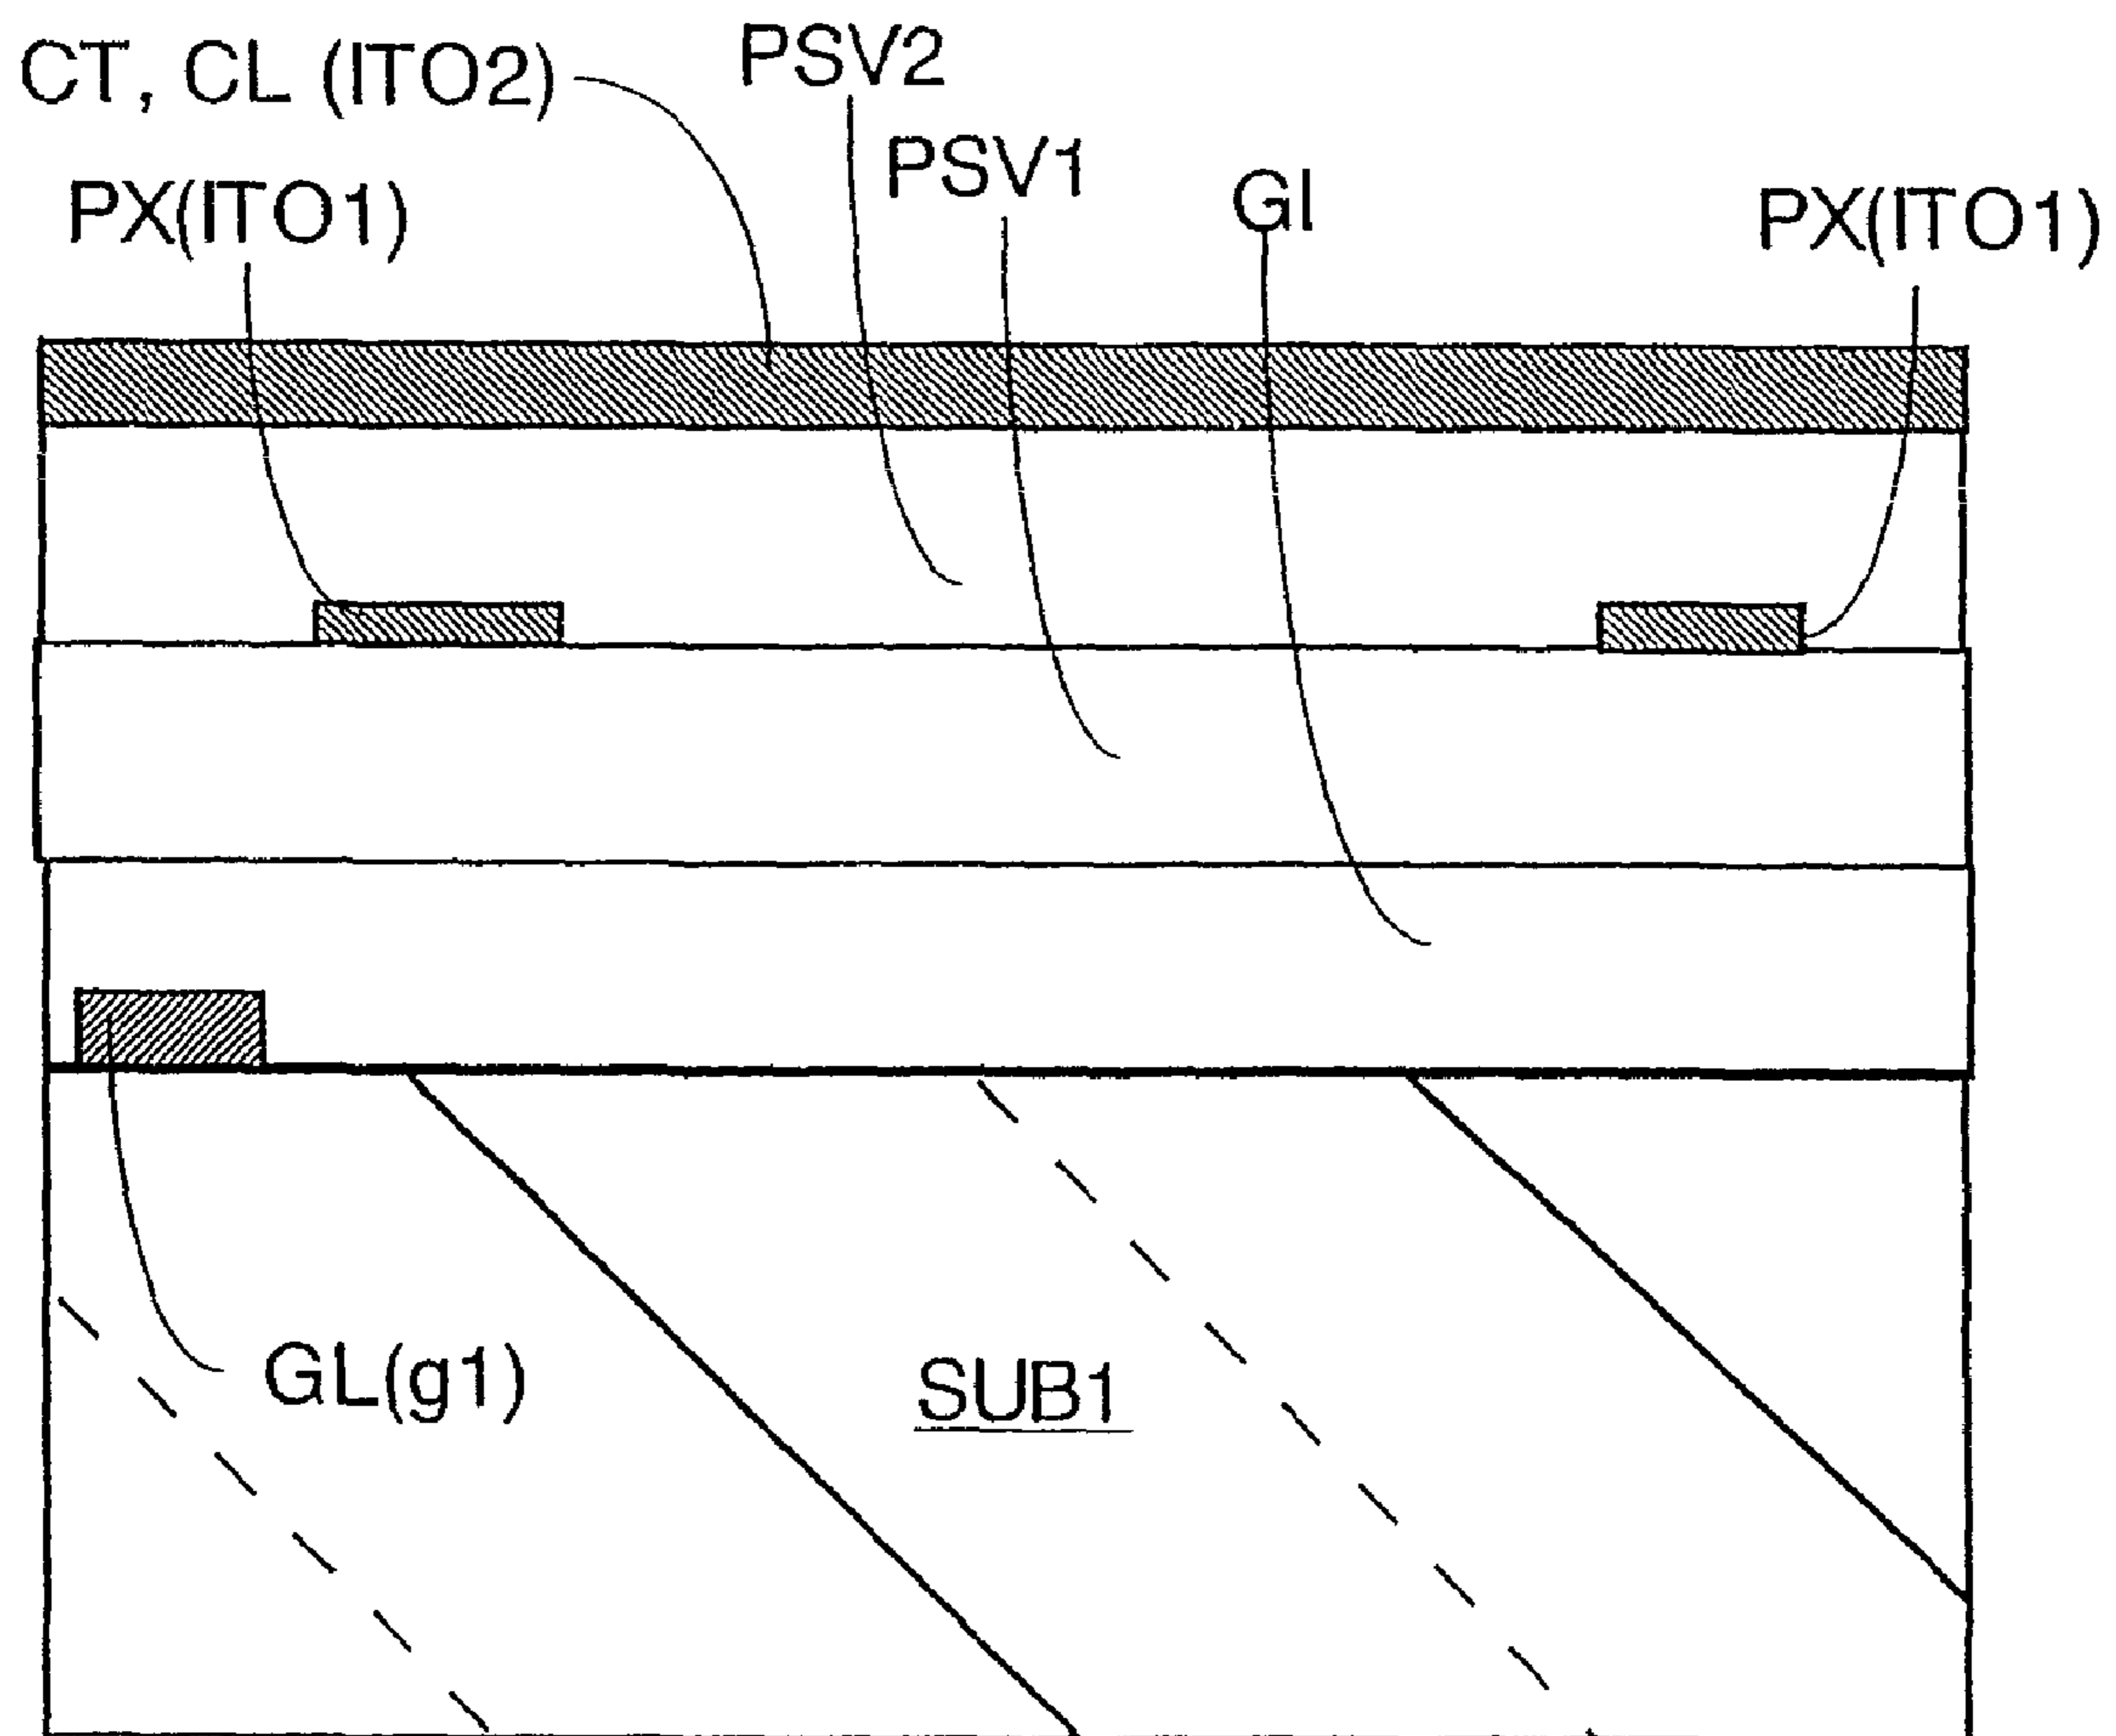 CT, CL (ITO2)
PSV2
PSV1
PX(ITO1)
GI
PX(ITO1)
GL(g1)
SUB1